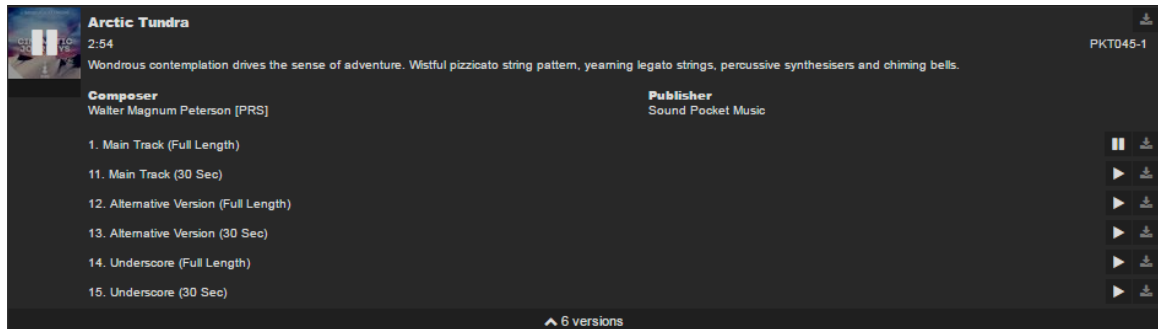 Arctic Tundra
2:54
PKT045-1
Wondrous contemplation drives the sense of adventure. Wistful pizzicato string pattern, yearning legato strings, percussive synthesisers and chiming bells.
Composer
Publisher
Walter Magnum Peterson [PRS]
Sound Pocket Music
1. Main Track (Full Length)
11. Main Track (30 Sec)
12. Alternative Version (Full Length)
13. Alternative Version (30 Sec)
14. Underscore (Full Length)
15. Underscore (30 Sec)
6 versions